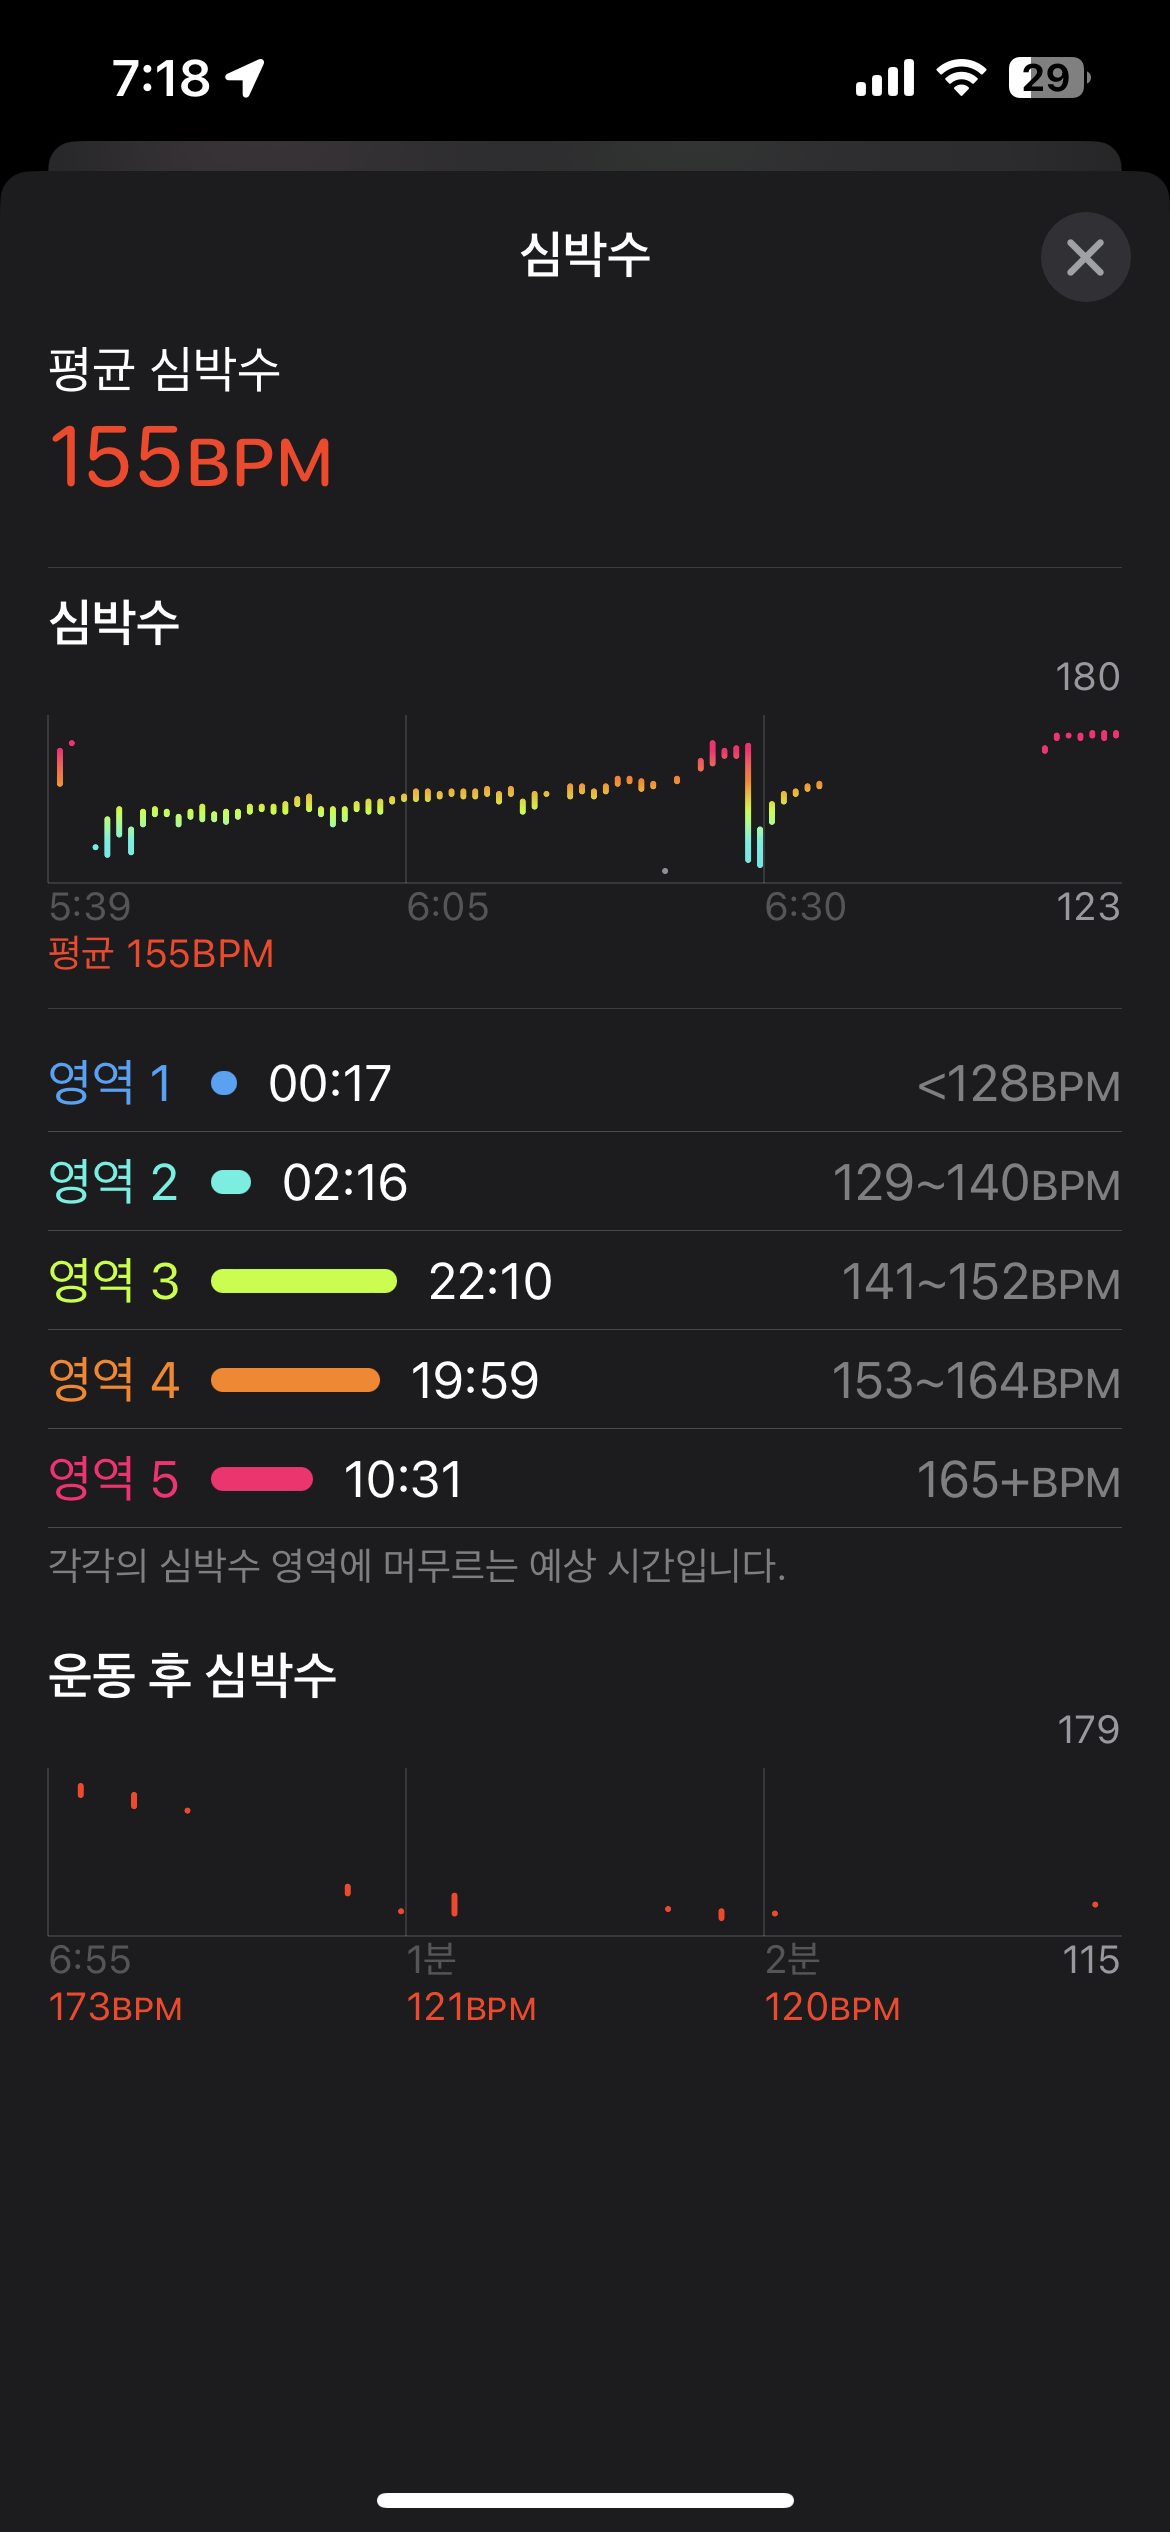 7:18
29
심박수
평균 심박수
155BPM
심박수
180
5:39 6:05 6:30 123
평균 155BPM
영역 1 00:17 <128BPM
영역 2 02:16 129~140BPM
영역 3 22:10 141~152BPM
영역 4 19:59 153~164BPM
영역 5 10:31 165+BPM
각각의 심박수 영역에 머무르는 예상 시간입니다.
운동 후 심박수
179
6:55 1분 2분 115
173BPM 121BPM 120BPM